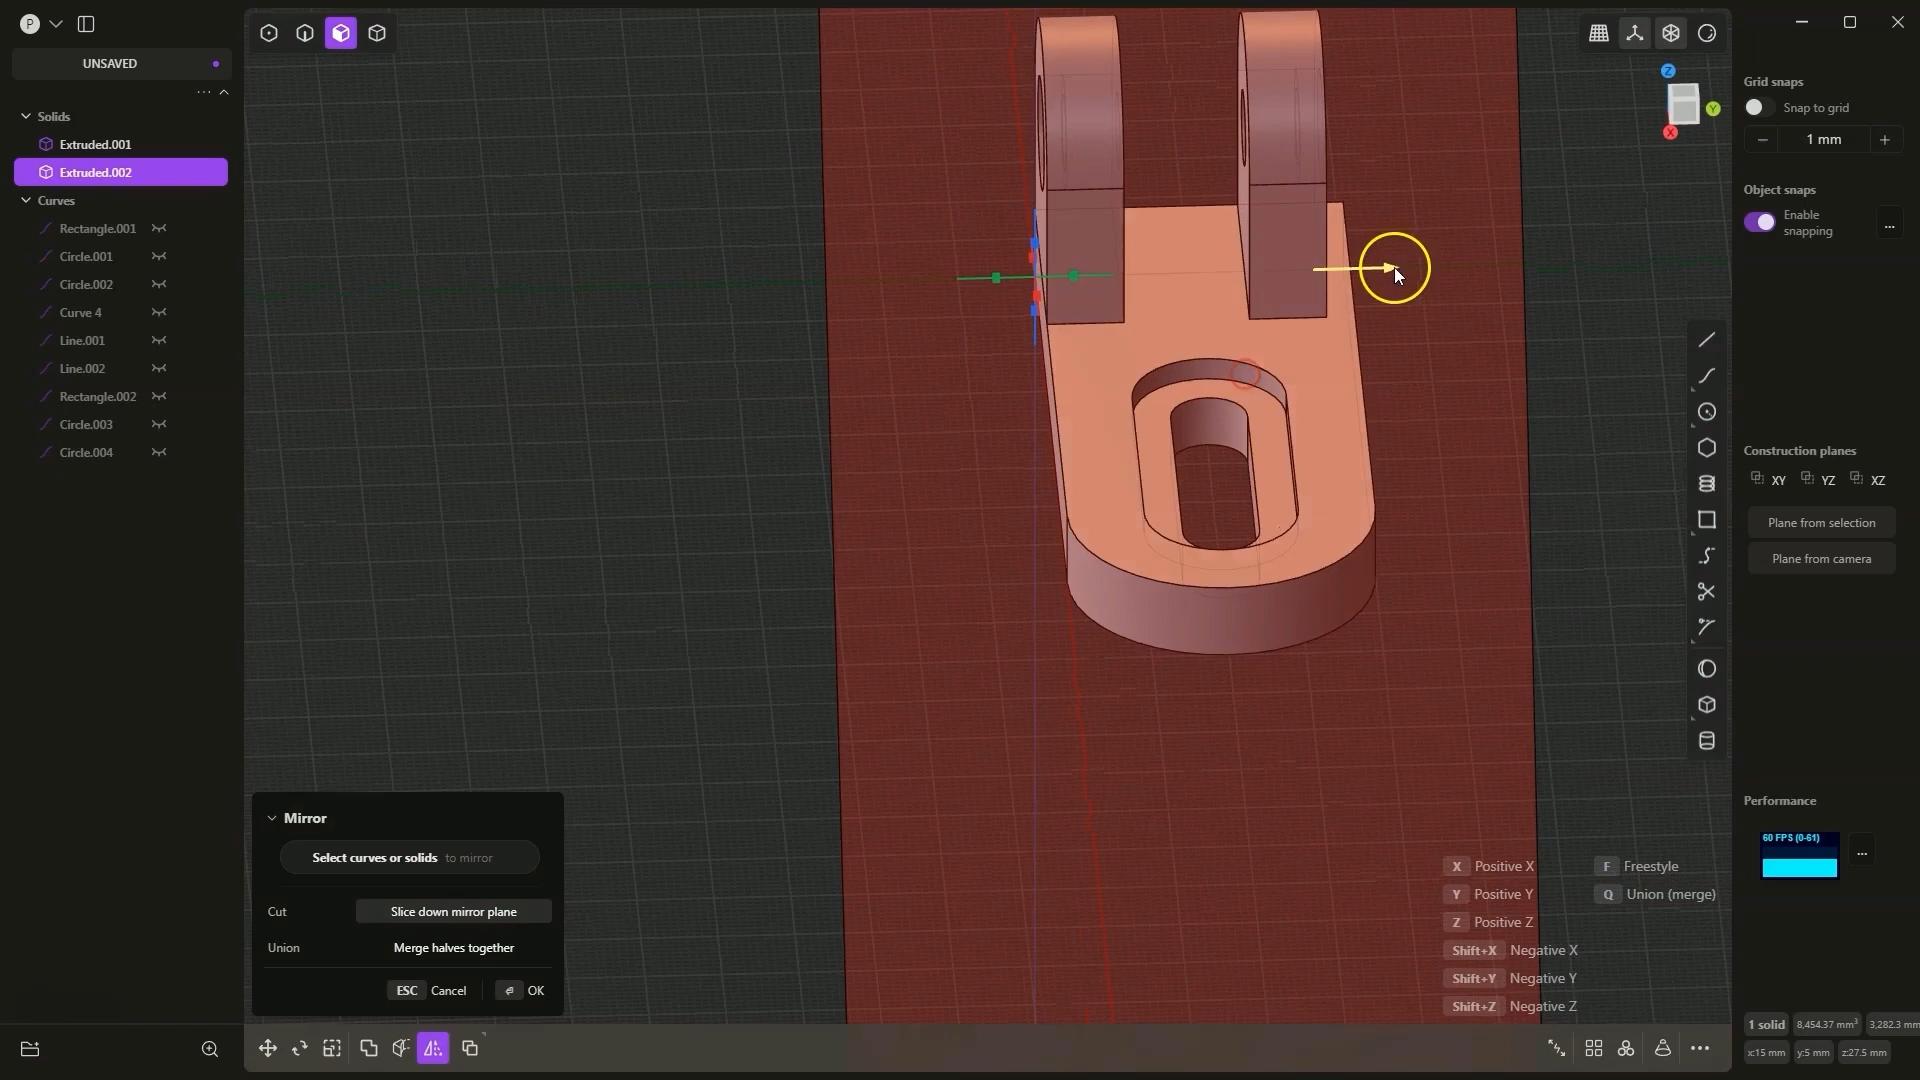 P
UNSAVED
Solids
Extruded.001
Extruded.002
Curves
Rectangle.001
Circle.001
Circle.002
Curve 4
Line.001
Line.002
Rectangle.002
Circle.003
Circle.004
Mirror
Select curves or solids to mirror
Cut Slice down mirror plane
Union Merge halves together
ESC Cancel OK
X Positive X
Y Positive Y
Z Positive Z
Shift+X Negative X
Shift+Y Negative Y
Shift+Z Negative Z
F Freestyle
Q Union (merge)
Z
Y
X
Grid snaps
Snap to grid
1 mm
Object snaps
Enable
snapping
Construction planes
XY YZ XZ
Plane from selection
Plane from camera
Performance
60 FPS (0-61)
1 solid 8,454.37 mm³ 3,282.3 mm
x:15 mm y:5 mm z:27.5 mm